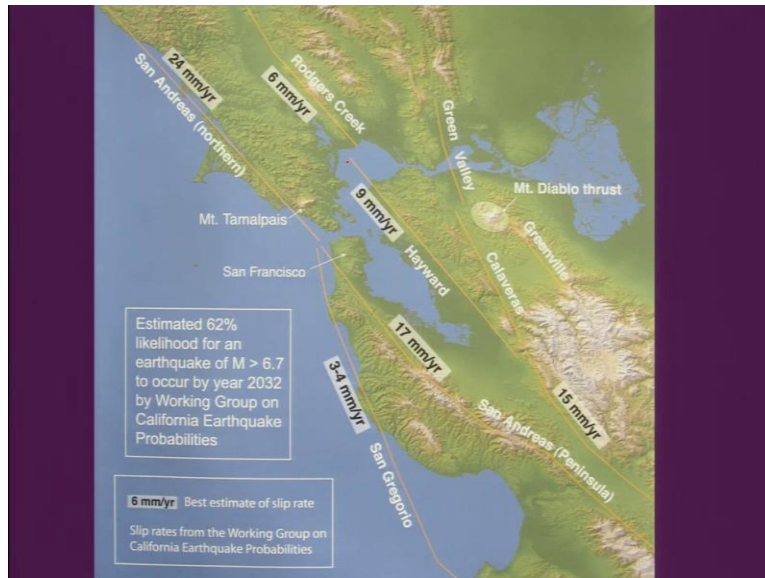 24 mm/yr
San Andreas (northern)
Rodgers Creek
6 mm/yr
Green
Valley
Mt. Diablo thrust
Greenville
Mt. Tamalpais
9 mm/yr
Hayward
Calaveras
San Francisco
17 mm/yr
3-4 mm/yr
15 mm/yr
San Andreas (Peninsula)
San Gregorio
Estimated 62%
likelihood for an
earthquake of M > 6.7
to occur by year 2032
by Working Group on
California Earthquake
Probabilities
6 mm/yr Best estimate of slip rate
Slip rates from the Working Group on
California Earthquake Probabilities